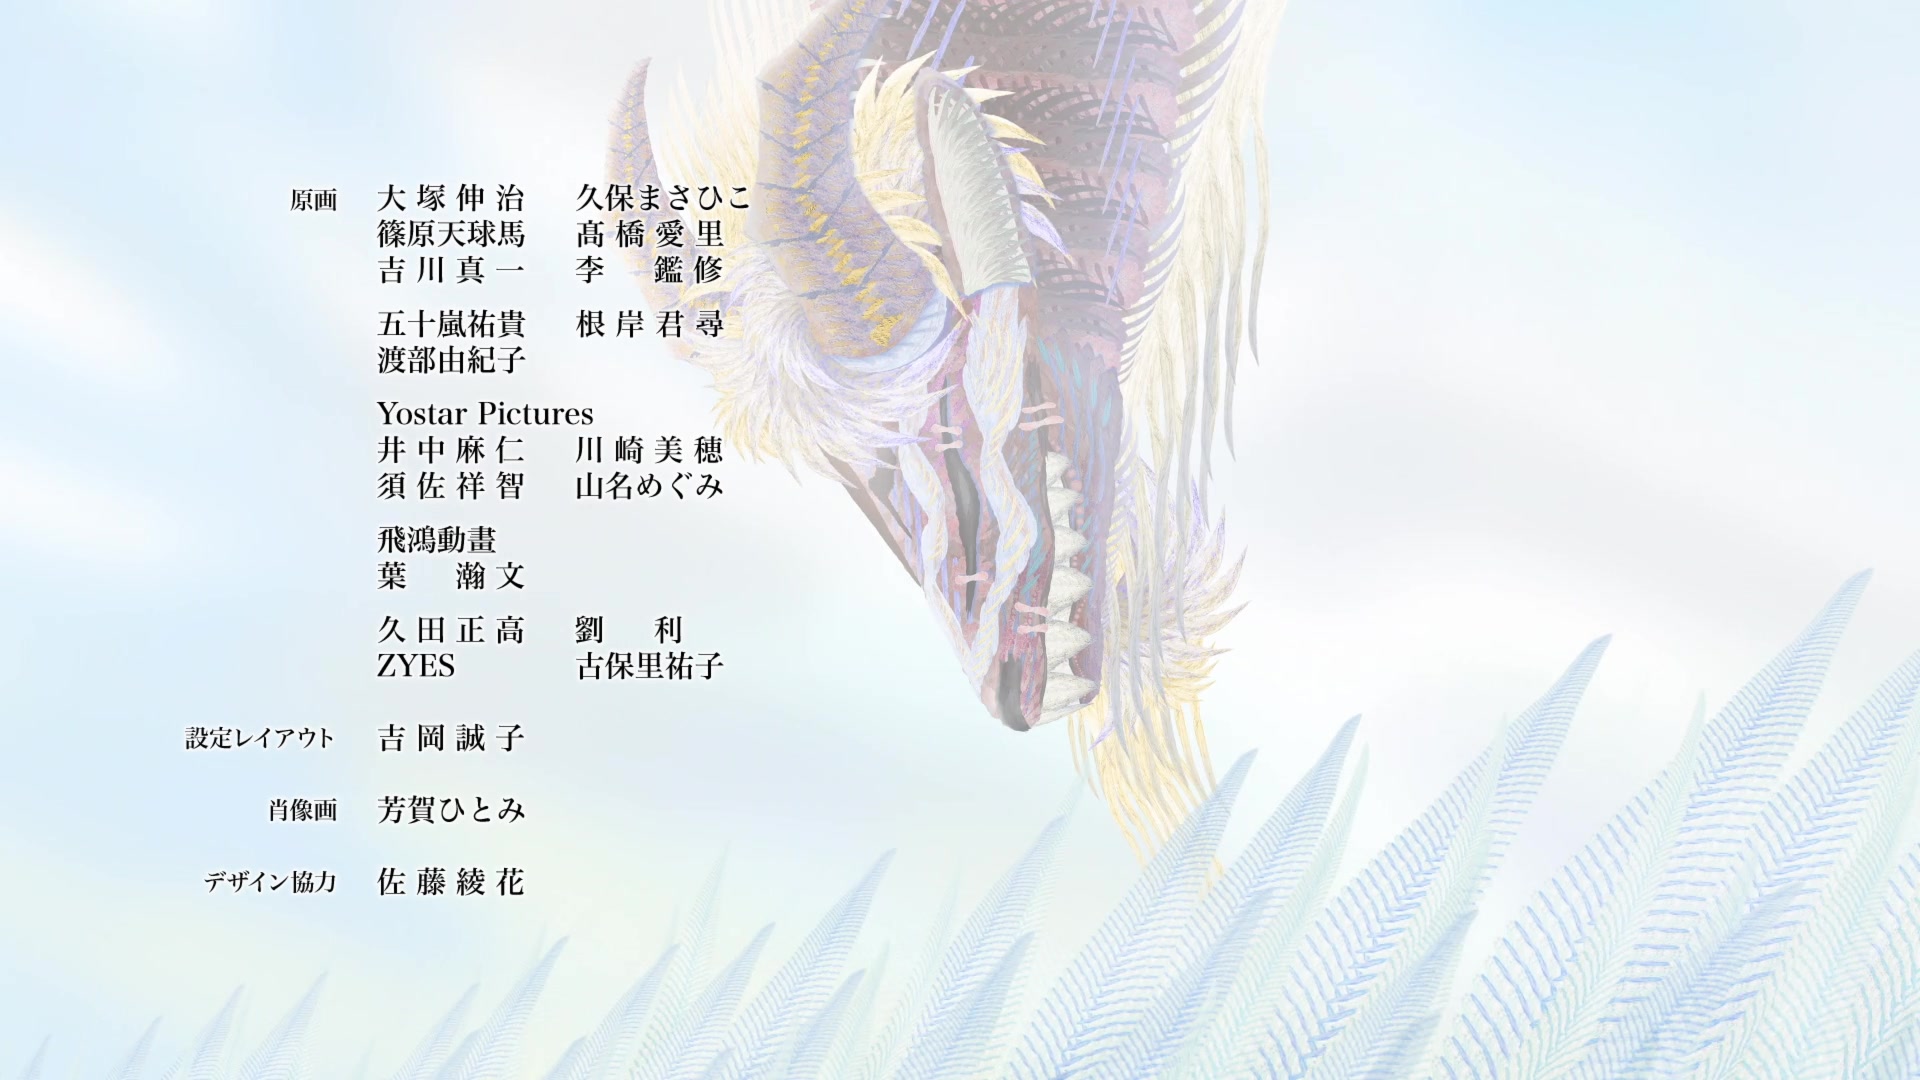 原画 大塚伸治 久保まさひこ
篠原天球馬 髙橋愛里
吉川真一 李鑑修
五十嵐祐貴 根岸君尋
渡部由紀子
Yostar Pictures
井中麻仁 川崎美穂
須佐祥智 山名めぐみ
飛鴻動畫
葉瀚文
久田正高 劉利
ZYES 古保里祐子
設定レイアウト 吉岡誠子
肖像画 芳賀ひとみ
デザイン協力 佐藤綾花